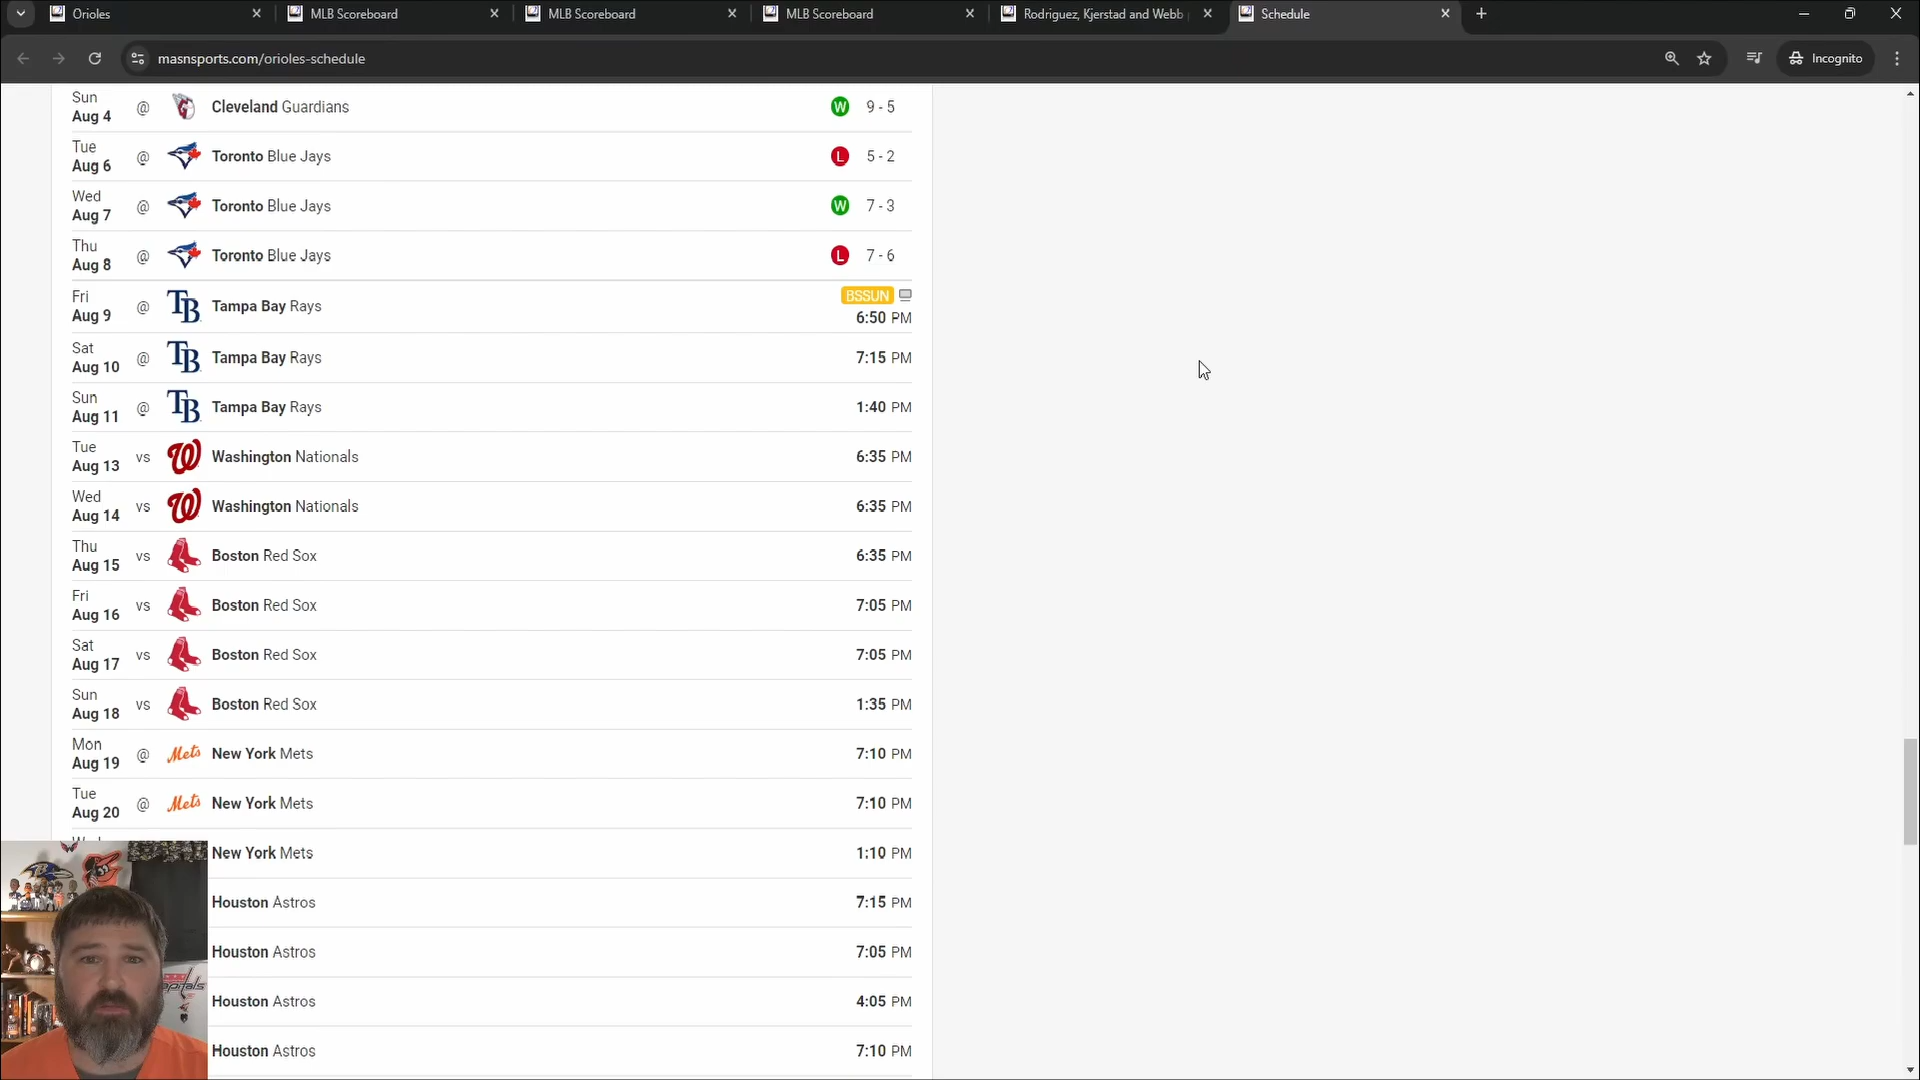 Orioles
MLB Scoreboard
MLB Scoreboard
MLB Scoreboard
Rodriguez, Kjerstad and Webb
Schedule
masnsports.com/orioles-schedule
Incognito
Sun
Aug 4 @ Cleveland Guardians W 9 - 5
Tue
Aug 6 @ Toronto Blue Jays L 5 - 2
Wed
Aug 7 @ Toronto Blue Jays W 7 - 3
Thu
Aug 8 @ Toronto Blue Jays L 7 - 6
Fri
Aug 9 @ TB Tampa Bay Rays BSSUN
6:50 PM
Sat
Aug 10 @ TB Tampa Bay Rays 7:15 PM
Sun
Aug 11 @ TB Tampa Bay Rays 1:40 PM
Tue
Aug 13 vs W Washington Nationals 6:35 PM
Wed
Aug 14 vs W Washington Nationals 6:35 PM
Thu
Aug 15 vs Boston Red Sox 6:35 PM
Fri
Aug 16 vs Boston Red Sox 7:05 PM
Sat
Aug 17 vs Boston Red Sox 7:05 PM
Sun
Aug 18 vs Boston Red Sox 1:35 PM
Mon
Aug 19 @ Mets New York Mets 7:10 PM
Tue
Aug 20 @ Mets New York Mets 7:10 PM
New York Mets 1:10 PM
Houston Astros 7:15 PM
Houston Astros 7:05 PM
Houston Astros 4:05 PM
Houston Astros 7:10 PM